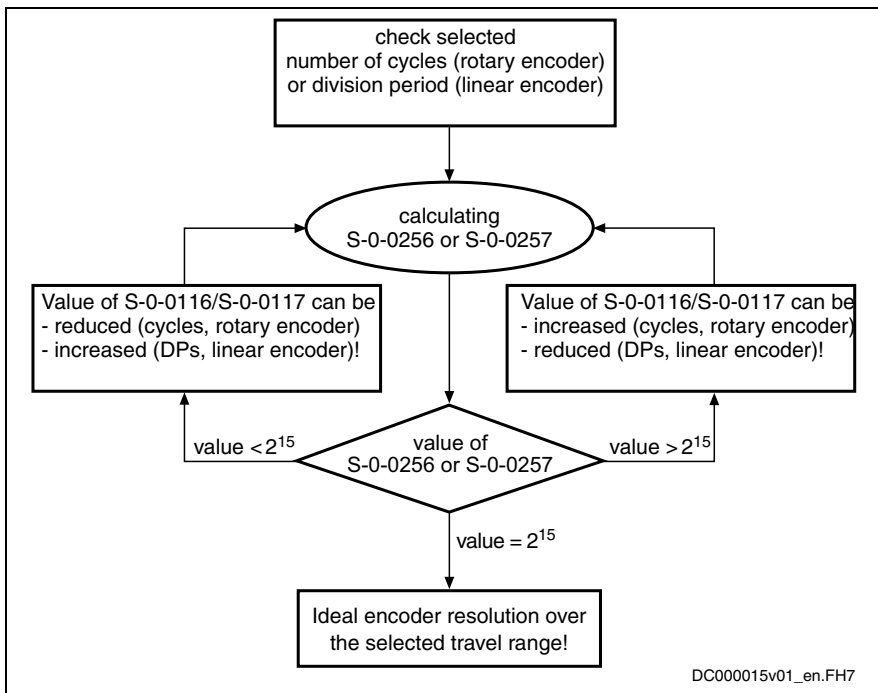 check selected
number of cycles (rotary encoder)
or division period (linear encoder)
calculating
S-0-0256 or S-0-0257
Value of S-0-0116/S-0-0117 can be
- reduced (cycles, rotary encoder)
- increased (DPs, linear encoder)!
Value of S-0-0116/S-0-0117 can be
- increased (cycles, rotary encoder)
- reduced (DPs, linear encoder)!
value < 2¹⁵
value of
S-0-0256 or S-0-0257
value > 2¹⁵
value = 2¹⁵
Ideal encoder resolution over
the selected travel range!
DC000015v01_en.FH7